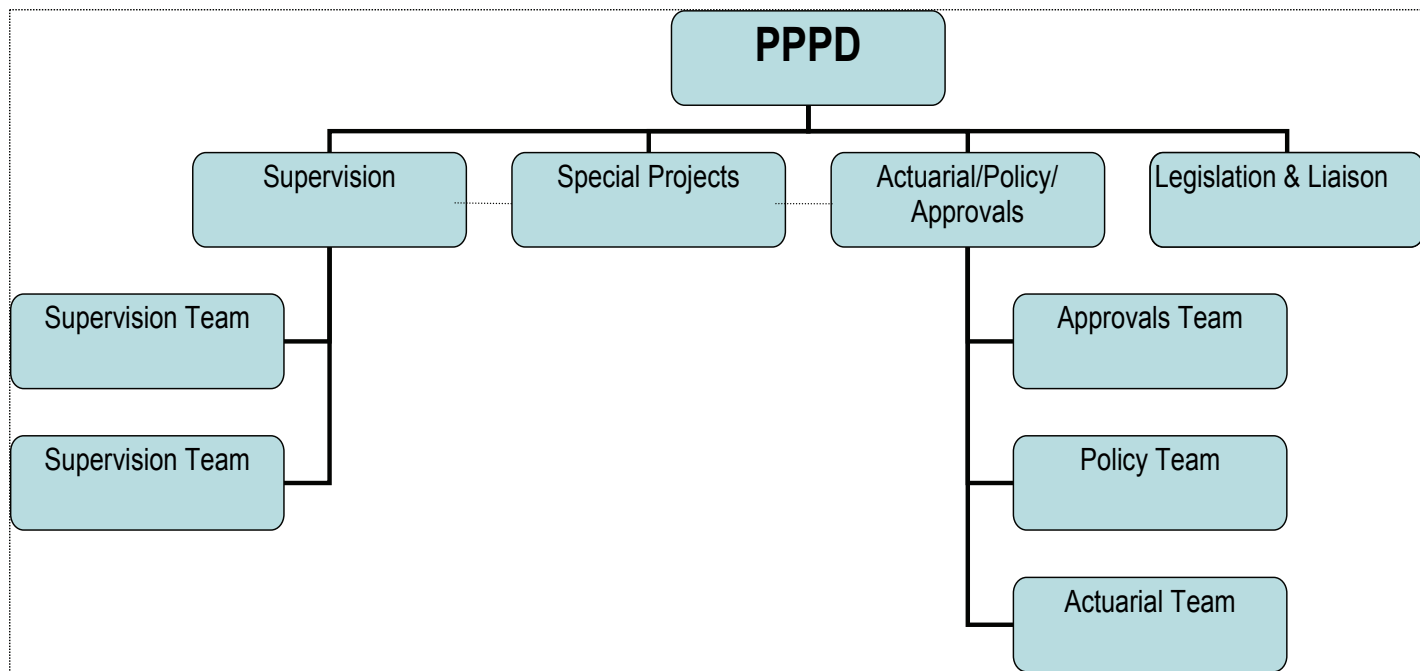 PPPD
Supervision
Special Projects
Actuarial/Policy/
Approvals
Legislation & Liaison
Supervision Team
Approvals Team
Supervision Team
Policy Team
Actuarial Team